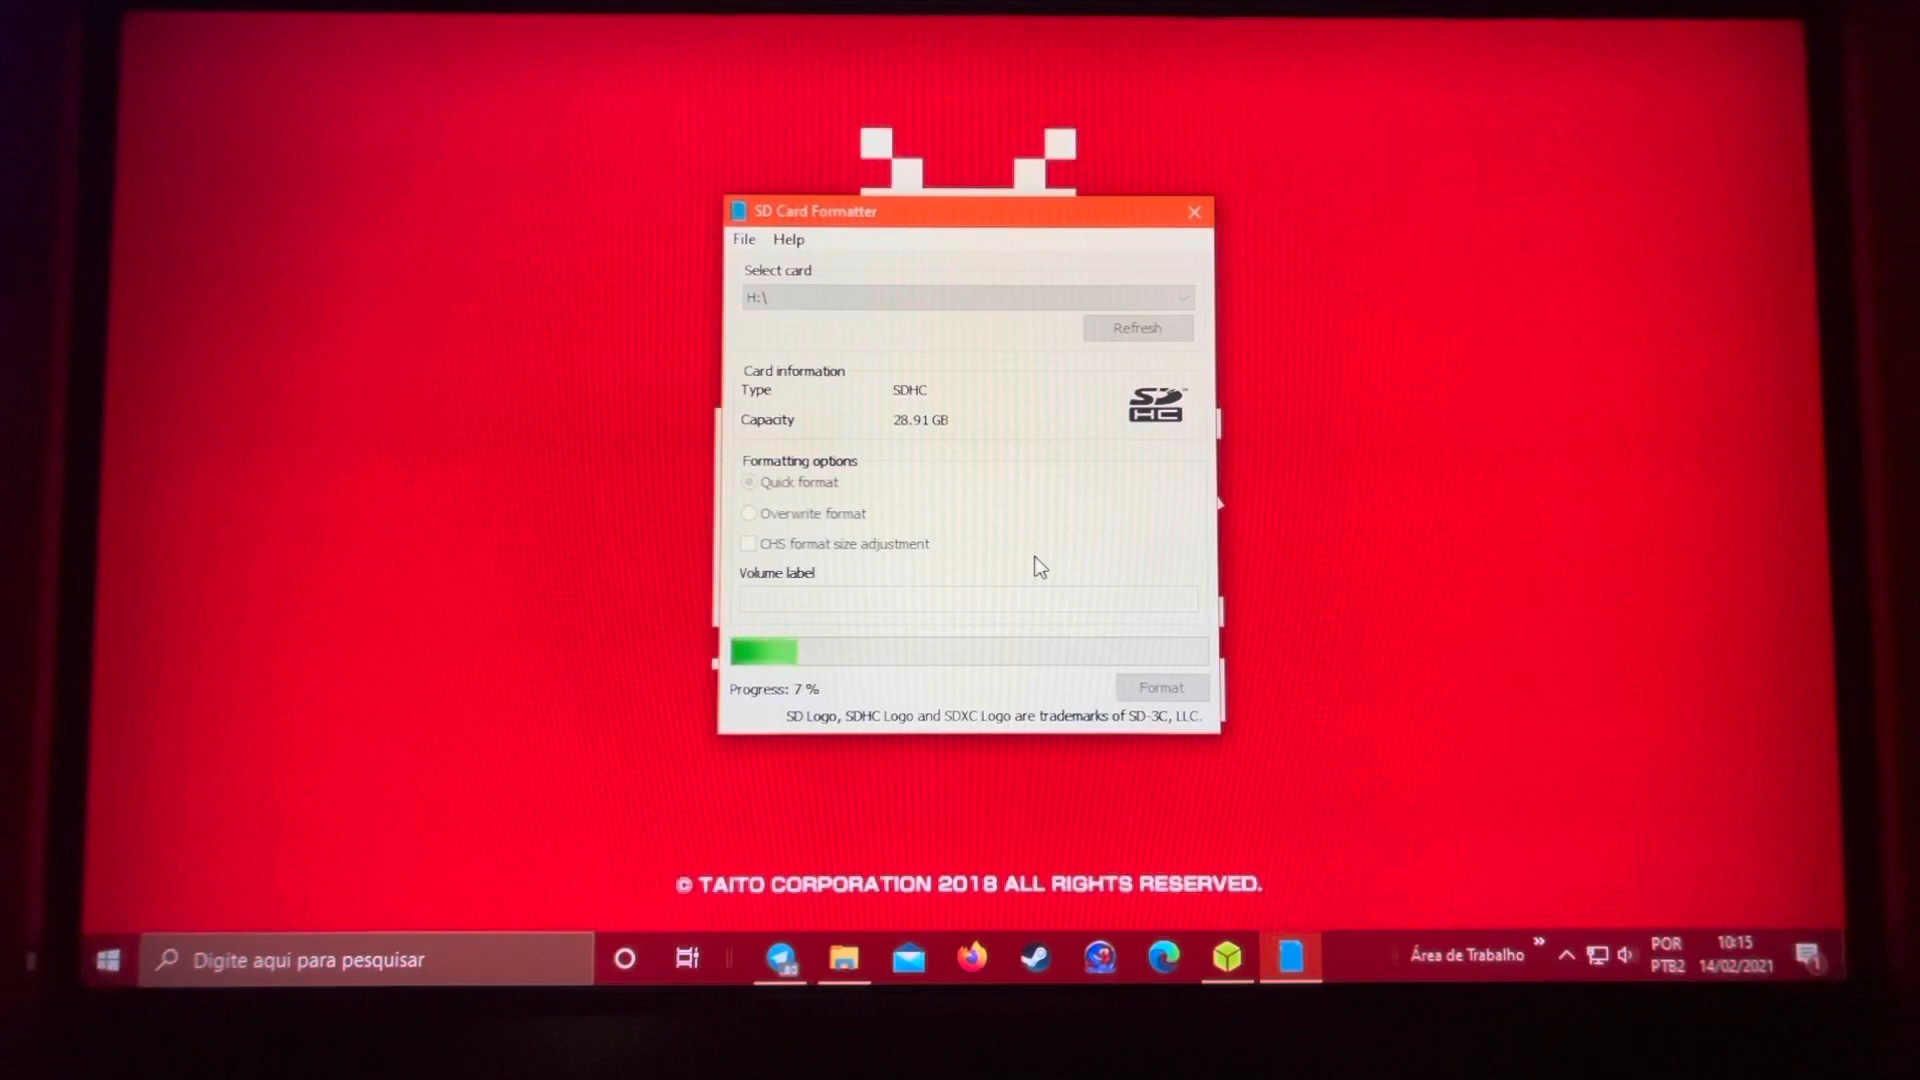 SD Card Formatter
File Help
Select card
H:\
Refresh
Card information
Type SDHC
SD HC
Capacity 28.91 GB
Formatting options
Quick format
Overwrite format
CHS format size adjustment
Volume label
Progress: 7 %
Format
SD Logo, SDHC Logo and SDXC Logo are trademarks of SD-3C, LLC.
© TAITO CORPORATION 2018 ALL RIGHTS RESERVED.
Digite aqui para pesquisar
Área de Trabalho
POR 10:15
PTB2 14/02/2021